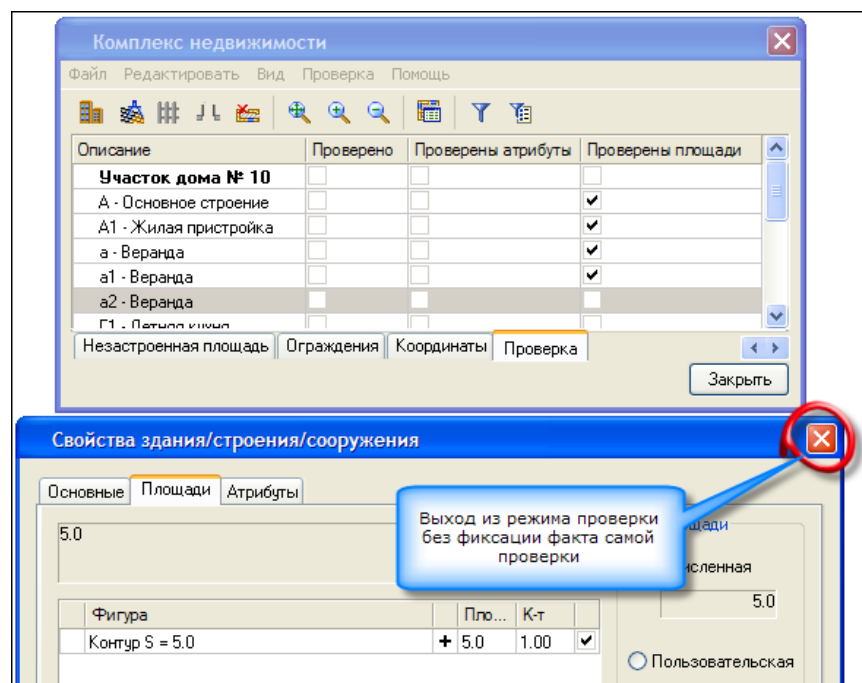 Комплекс недвижимости
Файл Редактировать Вид Проверка Помощь
Описание Проверено Проверены атрибуты Проверены площади
Участок дома № 10
А - Основное строение
А1 - Жилая пристройка
а - Веранда
а1 - Веранда
а2 - Веранда
Г1 - Летняя кухня
Незастроенная площадь Ограждения Координаты Проверка
Закрыть
Свойства здания/строения/сооружения
Основные Площади Атрибуты
Выход из режима проверки
без фиксации факта самой
проверки
5.0
5.0
Фигура Пло... К-т
Контур S = 5.0 + 5.0 1.00
Пользовательская